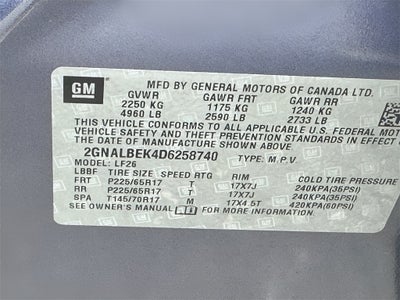 GM
MFD BY GENERAL MOTORS OF CANADA LTD.
GVWR GAWR FRT GAWR RR
2250 KG 1175 KG 1240 KG
4960 LB 2590 LB 2733 LB
THIS VEHICLE CONFORMS TO ALL APPLICABLE U.S. FEDERAL MOTOR
VEHICLE SAFETY AND THEFT PREVENTION STANDARDS IN EFFECT ON
THE DATE OF MANUFACTURE SHOWN ABOVE.
2GNALBEK4D6258740 TYPE: M.P.V.
MODEL: LF26
LBBF TIRE SIZE SPEED RTG RIM COLD TIRE PRESSURE
FRT P225/65R17 T 17X7J 240KPA(35PSI)
RR P225/65R17 T 17X7J 240KPA(35PSI)
SPA T145/70R17 M 17X4.5T 420KPA(60PSI)
SEE OWNER'S MANUAL FOR MORE INFORMATION.